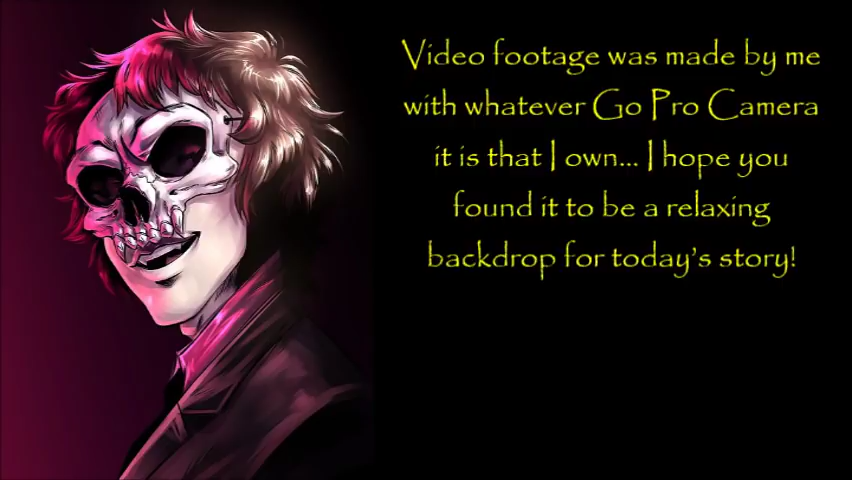 Video footage was made by me
with whatever Go Pro Camera
it is that I own... I hope you
found it to be a relaxing
backdrop for today's story!